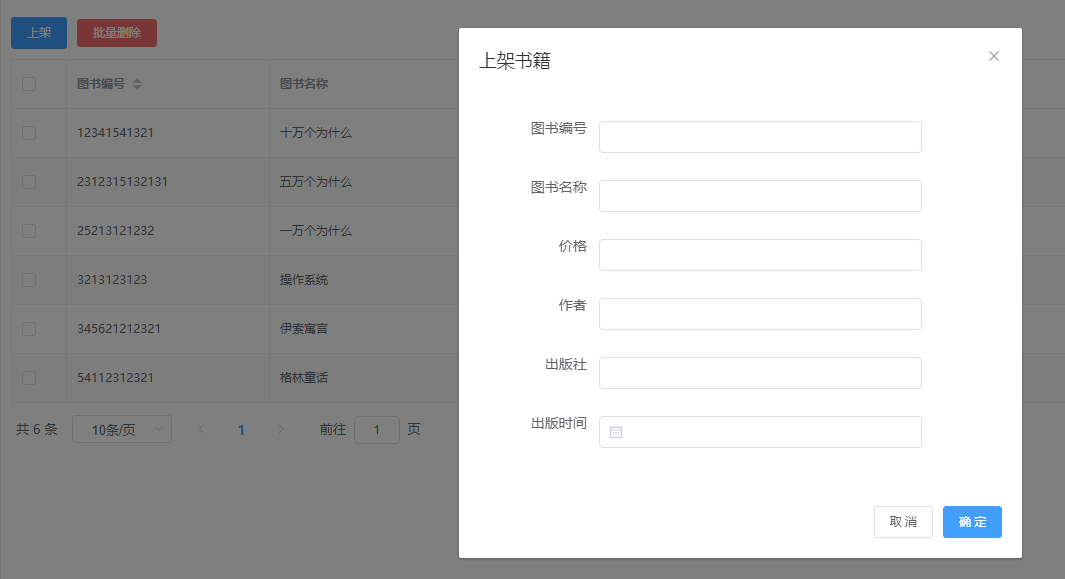 上架 批量删除
图书编号 图书名称
12341541321 十万个为什么
2312315132131 五万个为什么
25213121232 一万个为什么
3213123123 操作系统
345621212321 伊索寓言
54112312321 格林童话
共 6 条 10条/页 1 前往 1 页
上架书籍
图书编号
图书名称
价格
作者
出版社
出版时间
取消 确定